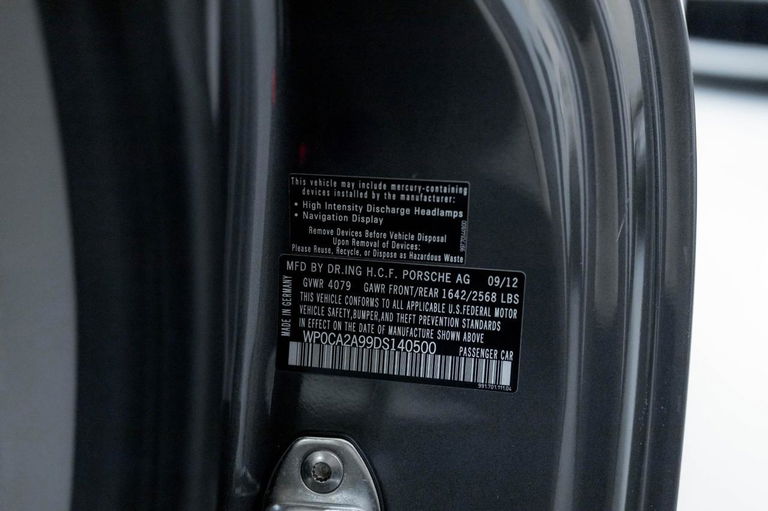 This vehicle may include mercury-containing
devices installed by the manufacturer:
• High Intensity Discharge Headlamps
• Navigation Display
Remove Devices Before Vehicle Disposal
Upon Removal of Devices:
Please Reuse, Recycle, or Dispose as Hazardous Waste
MFD BY DR.ING H.C.F. PORSCHE AG 09/12
GVWR 4079 GAWR FRONT/REAR 1642/2568 LBS
THIS VEHICLE CONFORMS TO ALL APPLICABLE U.S.FEDERAL MOTOR
VEHICLE SAFETY,BUMPER,AND THEFT PREVENTION STANDARDS
IN EFFECT ON THE DATE OF MANUFACTURE SHOWN ABOVE
WP0CA2A99DS140500 PASSENGER CAR
MADE IN GERMANY
991.701.111.04